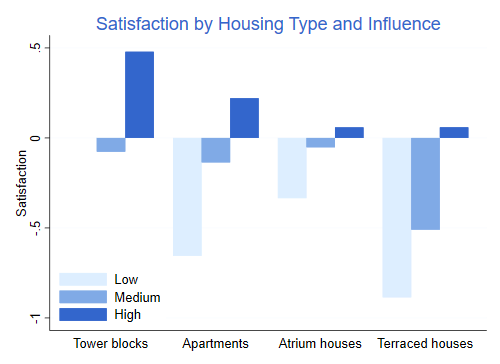 Satisfaction by Housing Type and Influence
Satisfaction
.5
0
-.5
-1
Low
Medium
High
Tower blocks
Apartments
Atrium houses
Terraced houses